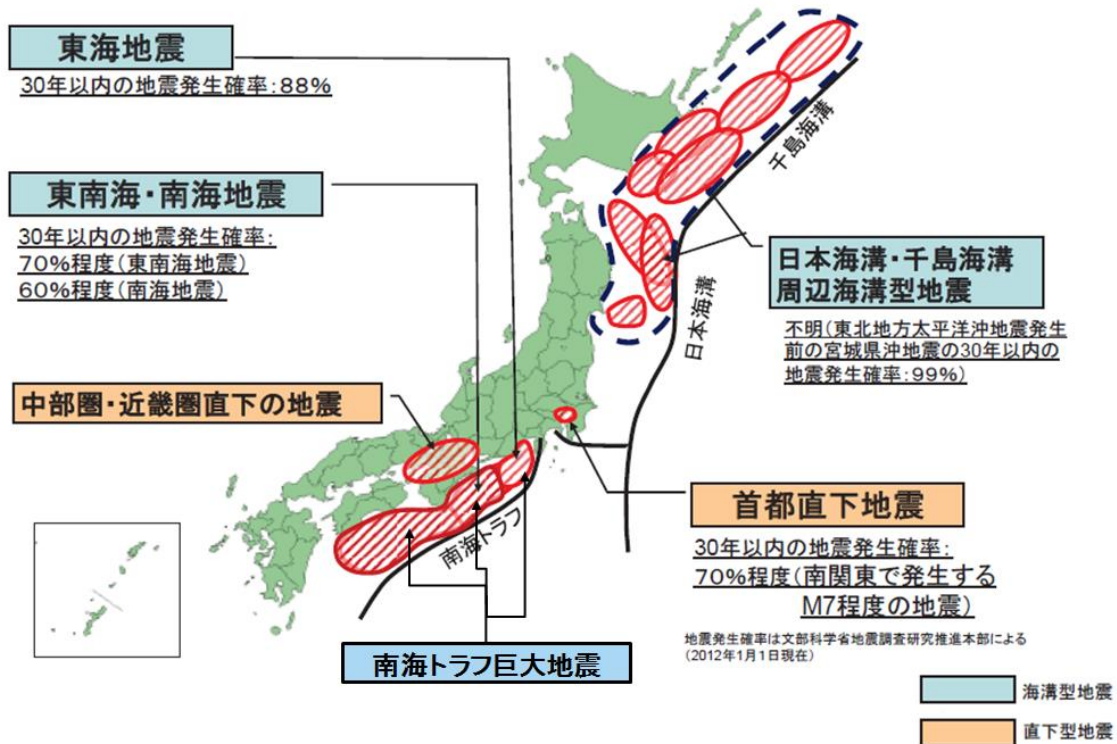 東海地震
30年以内の地震発生確率:88%
東南海・南海地震
30年以内の地震発生確率:
70%程度(東南海地震)
60%程度(南海地震)
中部圏・近畿圏直下の地震
千島海溝
日本海溝・千島海溝
周辺海溝型地震
不明(東北地方太平洋沖地震発生
前の宮城県沖地震の30年以内の
地震発生確率:99%)
日本海溝
首都直下地震
30年以内の地震発生確率:
70%程度(南関東で発生する
M7程度の地震)
地震発生確率は文部科学省地震調査研究推進本部による
(2012年1月1日現在)
南海トラフ
南海トラフ巨大地震
海溝型地震
直下型地震